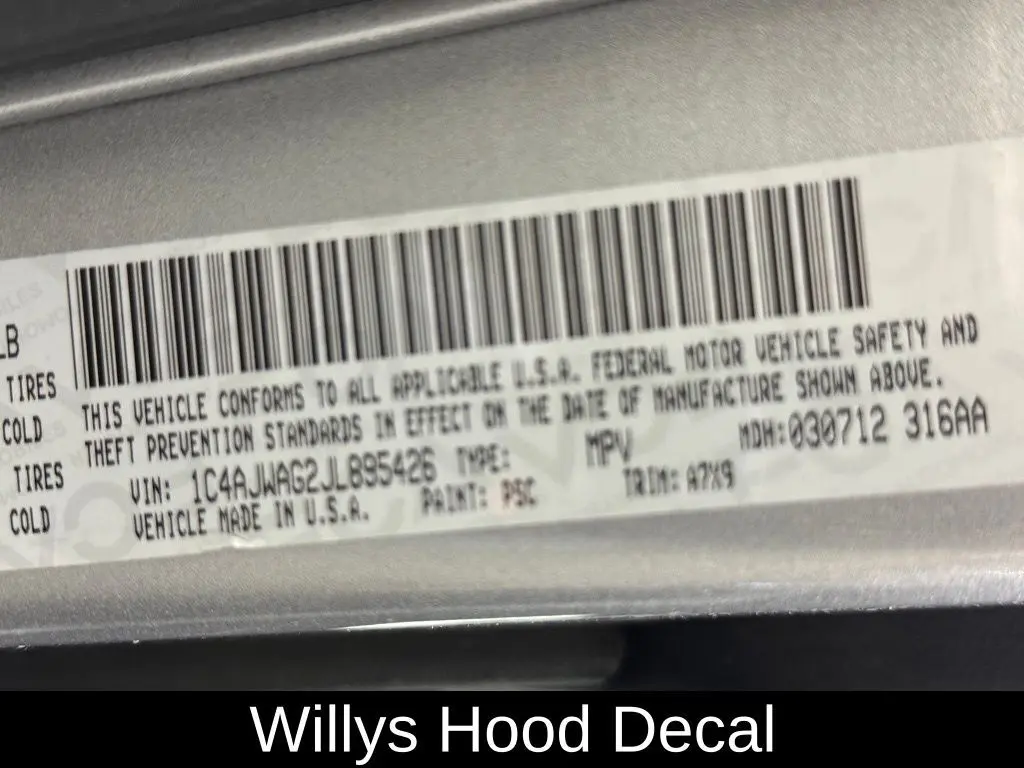 LB
TIRES
COLD
TIRES
COLD
THIS VEHICLE CONFORMS TO ALL APPLICABLE U.S.A. FEDERAL MOTOR VEHICLE SAFETY AND
THEFT PREVENTION STANDARDS IN EFFECT ON THE DATE OF MANUFACTURE SHOWN ABOVE.
VIN: 1C4AJWAG2JL895426 TYPE: MPV MDH:030712 316AA
VEHICLE MADE IN U.S.A. PAINT: PSC TRIM: A7X9
Willys Hood Decal